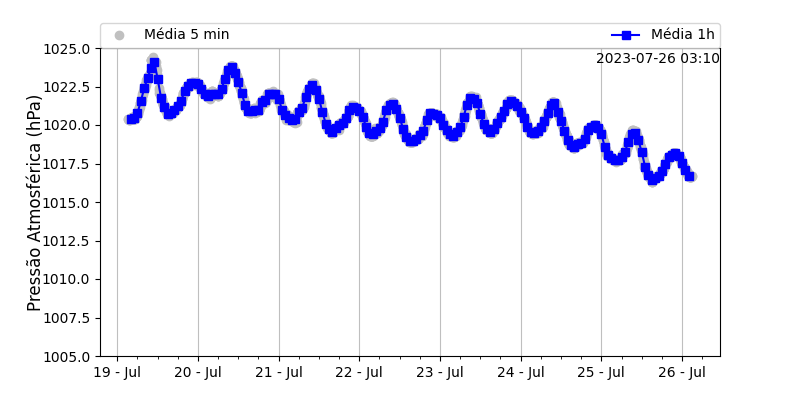 Média 5 min
Média 1h
2023-07-26 03:10
Pressão Atmosférica (hPa)
1025.0
1022.5
1020.0
1017.5
1015.0
1012.5
1010.0
1007.5
1005.0
19 - Jul
20 - Jul
21 - Jul
22 - Jul
23 - Jul
24 - Jul
25 - Jul
26 - Jul